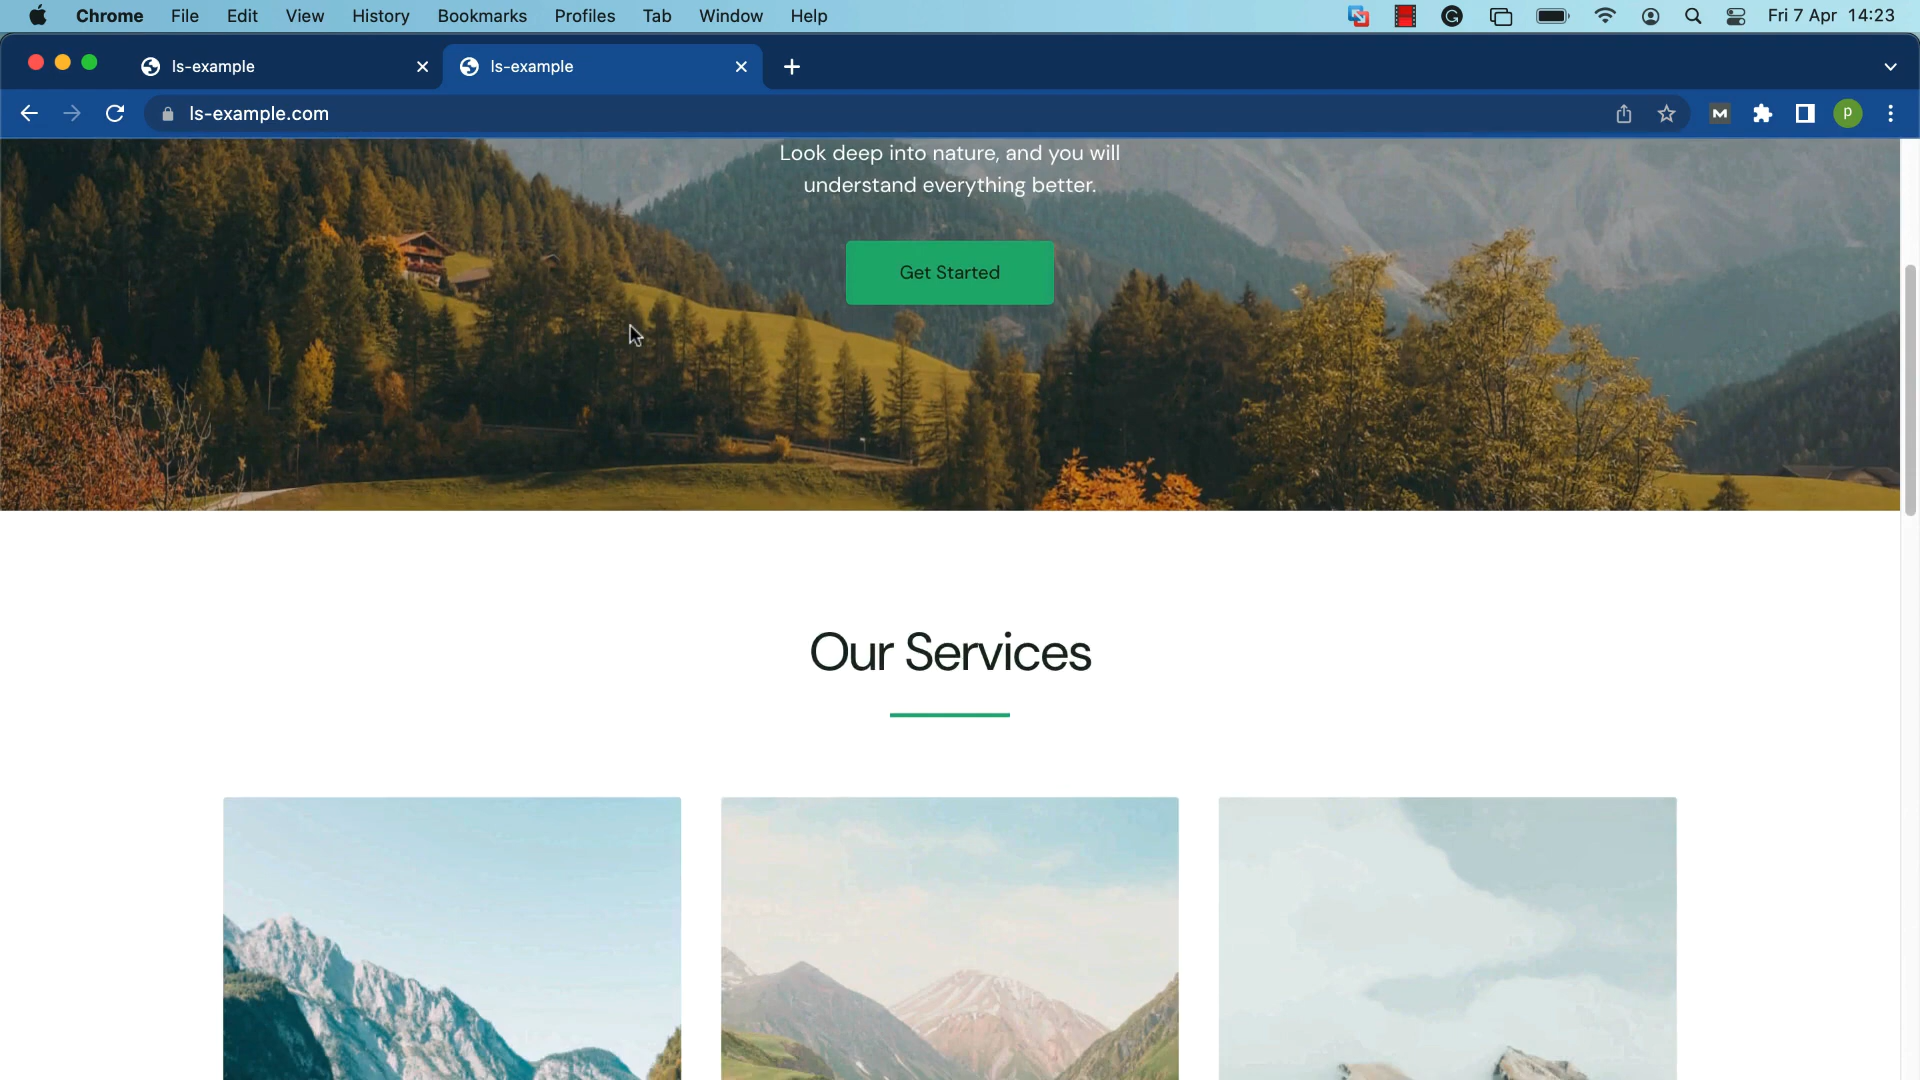 Chrome File Edit View History Bookmarks Profiles Tab Window Help Fri 7 Apr 14:23
ls-example ls-example
ls-example.com
p
Look deep into nature, and you will
understand everything better.
Get Started
Our Services